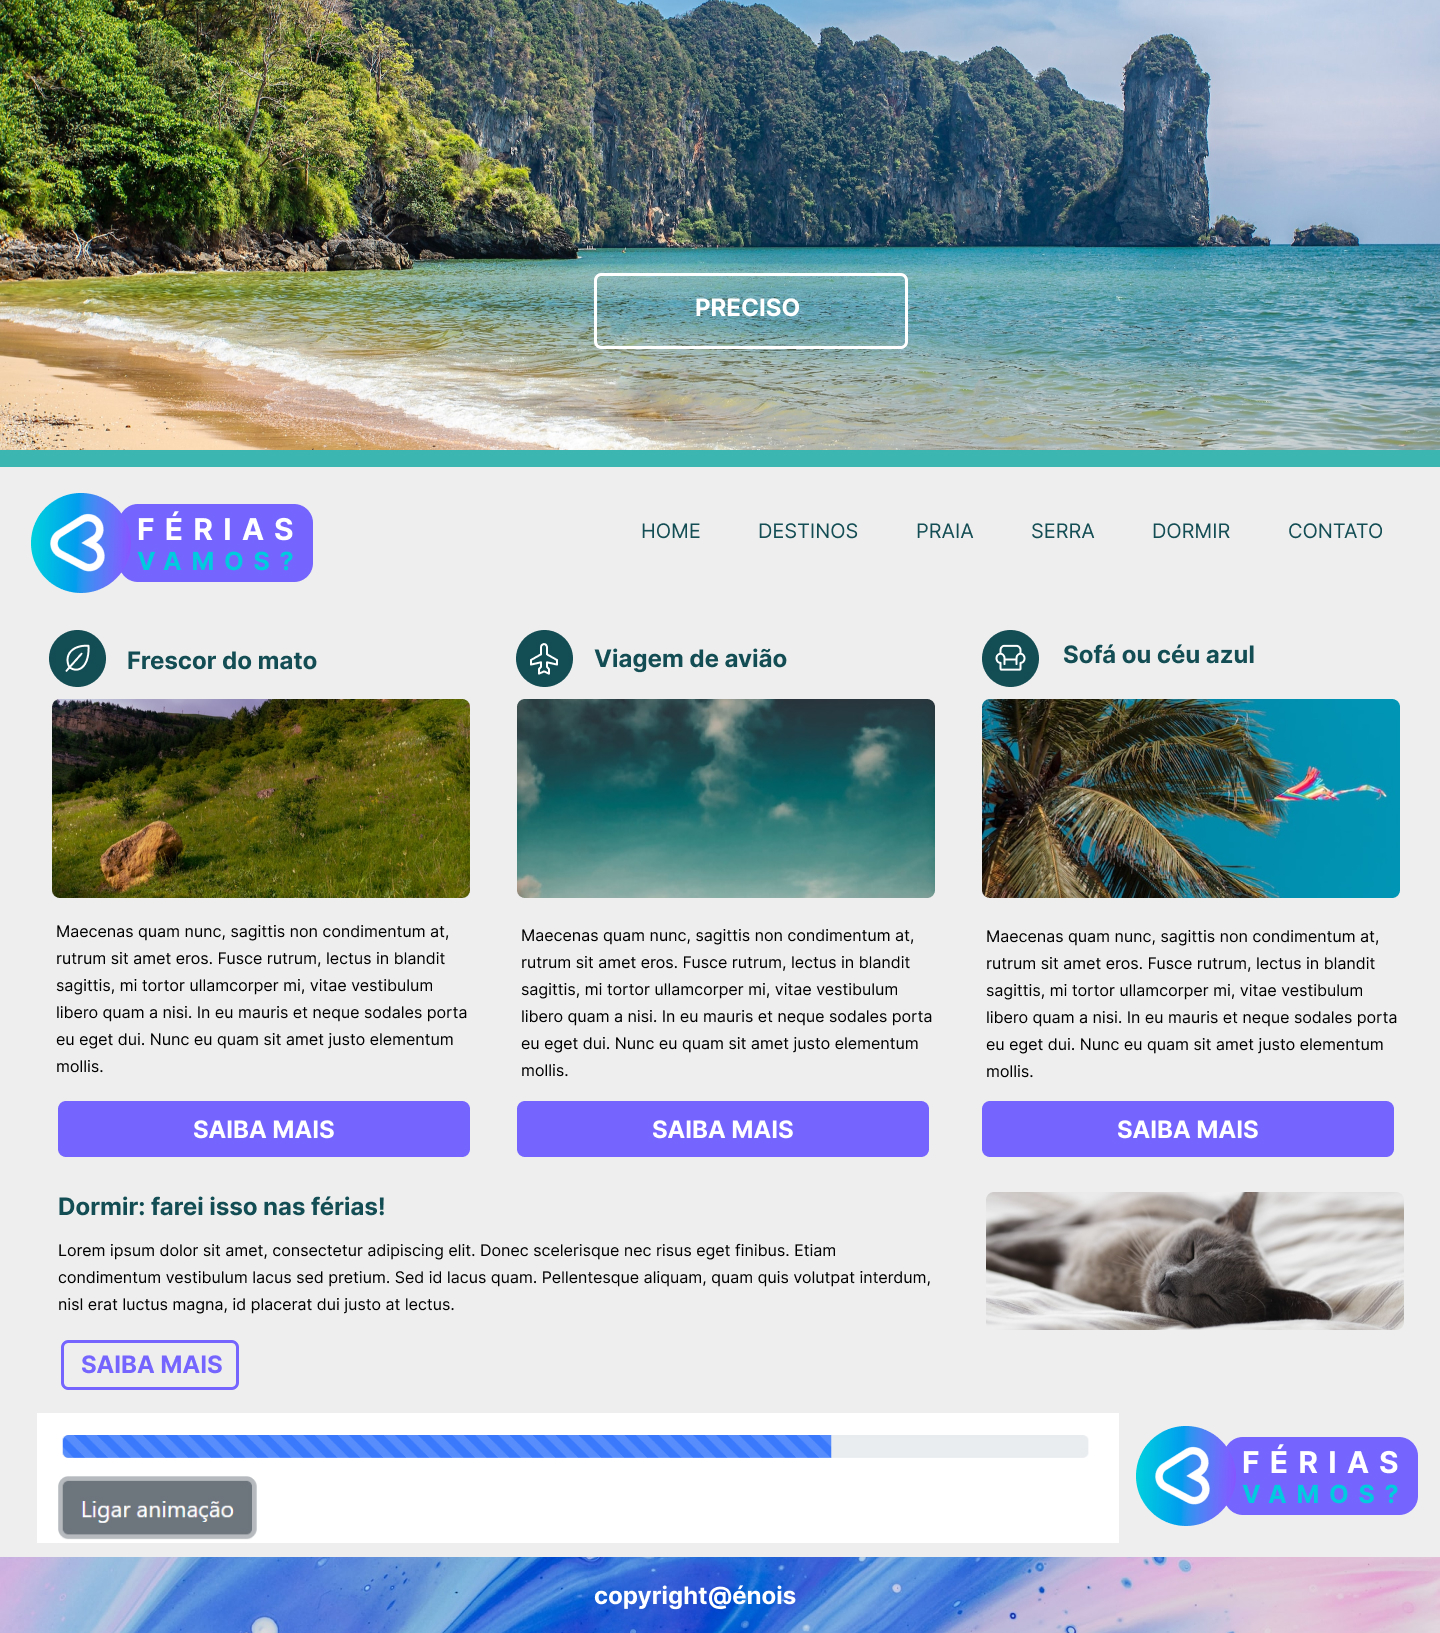 PRECISO
FÉRIAS
VAMOS?
HOME DESTINOS PRAIA SERRA DORMIR CONTATO
Frescor do mato
Maecenas quam nunc, sagittis non condimentum at,
rutrum sit amet eros. Fusce rutrum, lectus in blandit
sagittis, mi tortor ullamcorper mi, vitae vestibulum
libero quam a nisi. In eu mauris et neque sodales porta
eu eget dui. Nunc eu quam sit amet justo elementum
mollis.
SAIBA MAIS
Viagem de avião
Maecenas quam nunc, sagittis non condimentum at,
rutrum sit amet eros. Fusce rutrum, lectus in blandit
sagittis, mi tortor ullamcorper mi, vitae vestibulum
libero quam a nisi. In eu mauris et neque sodales porta
eu eget dui. Nunc eu quam sit amet justo elementum
mollis.
SAIBA MAIS
Sofá ou céu azul
Maecenas quam nunc, sagittis non condimentum at,
rutrum sit amet eros. Fusce rutrum, lectus in blandit
sagittis, mi tortor ullamcorper mi, vitae vestibulum
libero quam a nisi. In eu mauris et neque sodales porta
eu eget dui. Nunc eu quam sit amet justo elementum
mollis.
SAIBA MAIS
Dormir: farei isso nas férias!
Lorem ipsum dolor sit amet, consectetur adipiscing elit. Donec scelerisque nec risus eget finibus. Etiam
condimentum vestibulum lacus sed pretium. Sed id lacus quam. Pellentesque aliquam, quam quis volutpat interdum,
nisl erat luctus magna, id placerat dui justo at lectus.
SAIBA MAIS
Ligar animação
FÉRIAS
VAMOS?
copyright@énois